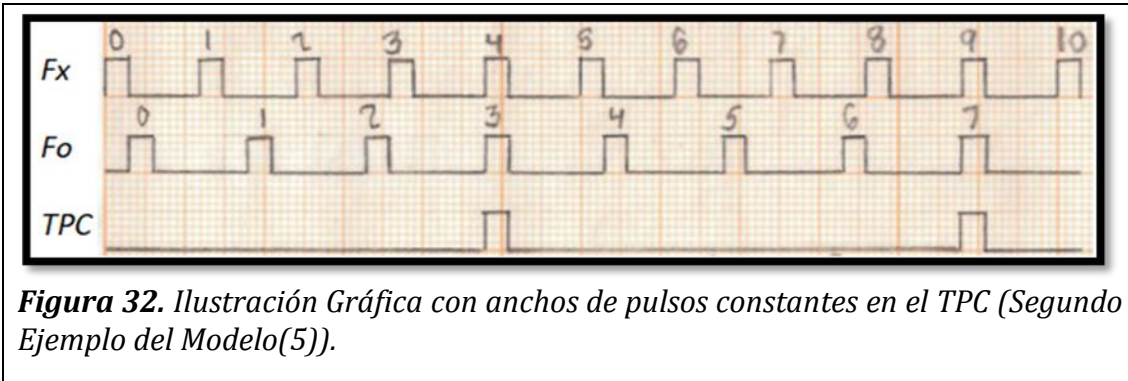 0 1 2 3 4 5 6 7 8 9 10
Fx
0 1 2 3 4 5 6 7
Fo
TPC
Figura 32. Ilustración Gráfica con anchos de pulsos constantes en el TPC (Segundo
Ejemplo del Modelo(5)).